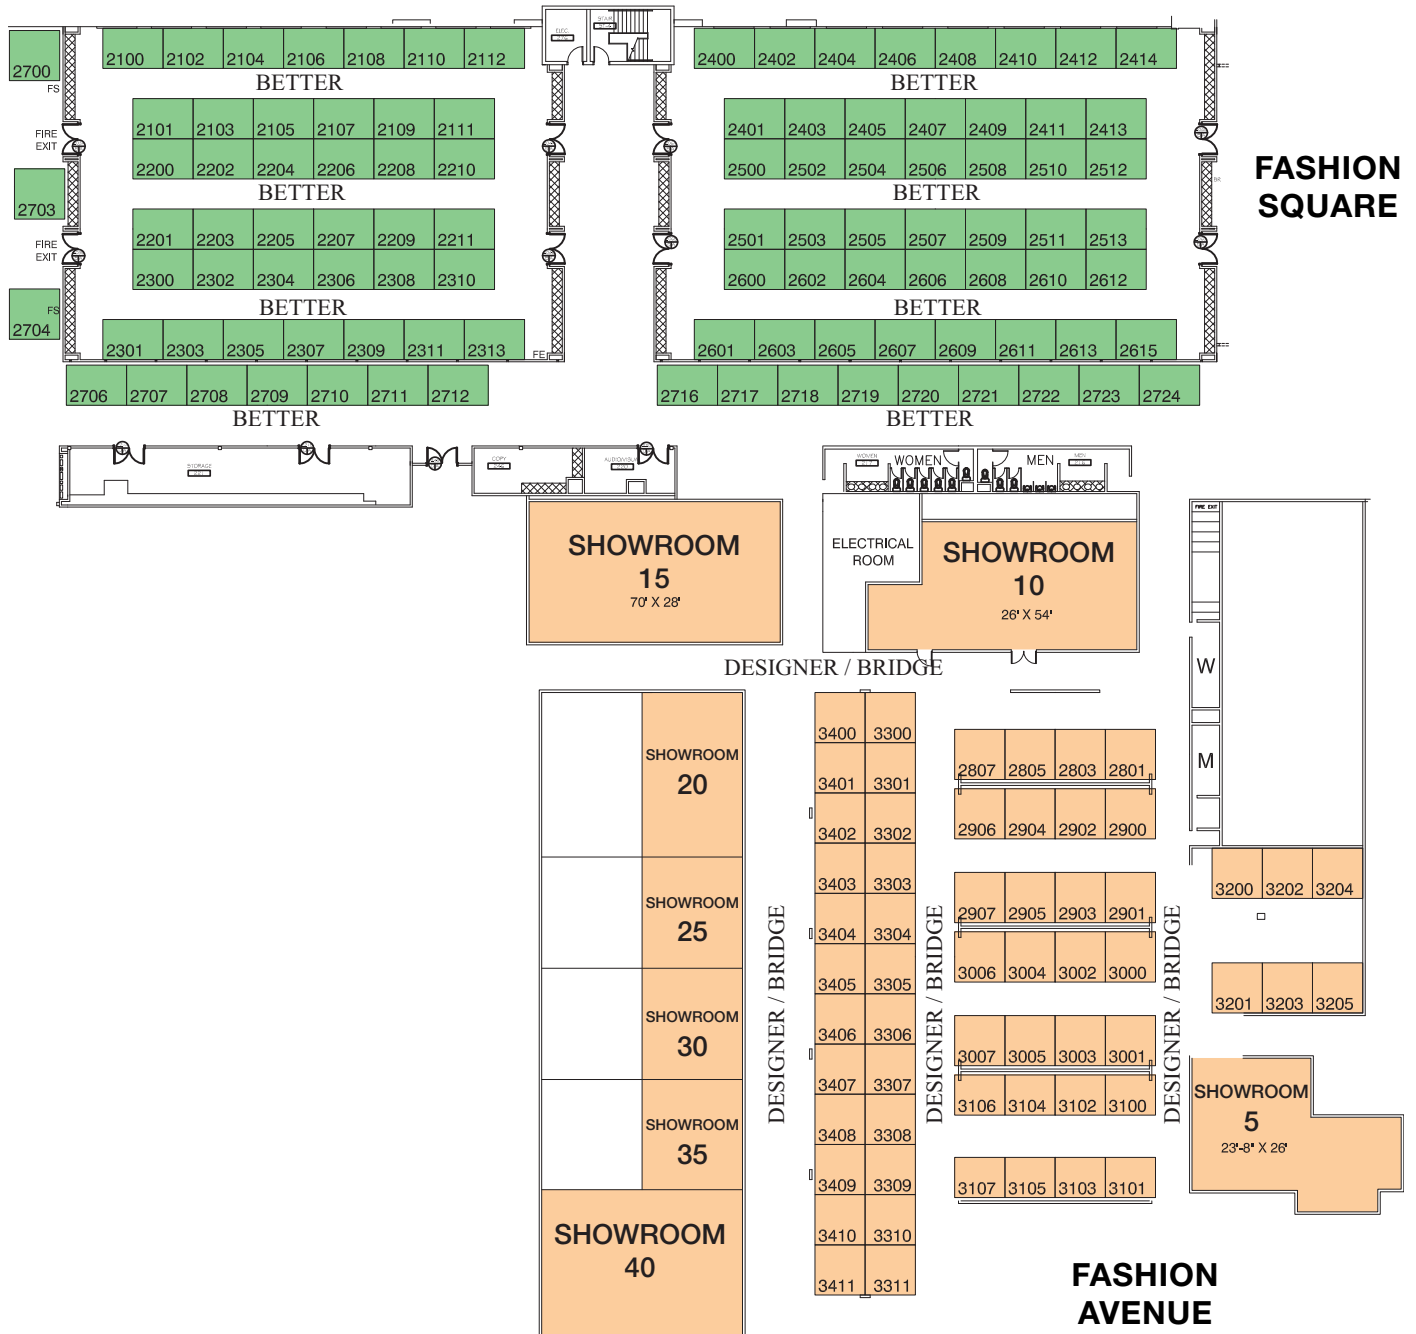 ELEC.
STAIR
2700
2100 2102 2104 2106 2108 2110 2112
2400 2402 2404 2406 2408 2410 2412 2414
FS
BETTER
BETTER
FIRE
EXIT
2101 2103 2105 2107 2109 2111
2401 2403 2405 2407 2409 2411 2413
2200 2202 2204 2206 2208 2210
2500 2502 2504 2506 2508 2510 2512
FASHION
SQUARE
2703
BETTER
BETTER
FIRE
EXIT
2201 2203 2205 2207 2209 2211
2501 2503 2505 2507 2509 2511 2513
2300 2302 2304 2306 2308 2310
2600 2602 2604 2606 2608 2610 2612
FS
2704
BETTER
BETTER
2301 2303 2305 2307 2309 2311 2313
FE
2601 2603 2605 2607 2609 2611 2613 2615
2706 2707 2708 2709 2710 2711 2712
2716 2717 2718 2719 2720 2721 2722 2723 2724
BETTER
BETTER
STORAGE
COPY
AUDIO/VISUAL
WOMEN
WOMEN
MEN
MEN
FIRE EXIT
SHOWROOM
15
70' X 28'
ELECTRICAL
ROOM
SHOWROOM
10
26' X 54'
DESIGNER / BRIDGE
W
M
SHOWROOM
20
SHOWROOM
25
SHOWROOM
30
SHOWROOM
35
SHOWROOM
40
DESIGNER / BRIDGE
3400 3300
3401 3301
3402 3302
3403 3303
3404 3304
3405 3305
3406 3306
3407 3307
3408 3308
3409 3309
3410 3310
3411 3311
DESIGNER / BRIDGE
2807 2805 2803 2801
2906 2904 2902 2900
2907 2905 2903 2901
3006 3004 3002 3000
3007 3005 3003 3001
3106 3104 3102 3100
3107 3105 3103 3101
DESIGNER / BRIDGE
3200 3202 3204
3201 3203 3205
SHOWROOM
5
23'-8" X 26'
FASHION
AVENUE